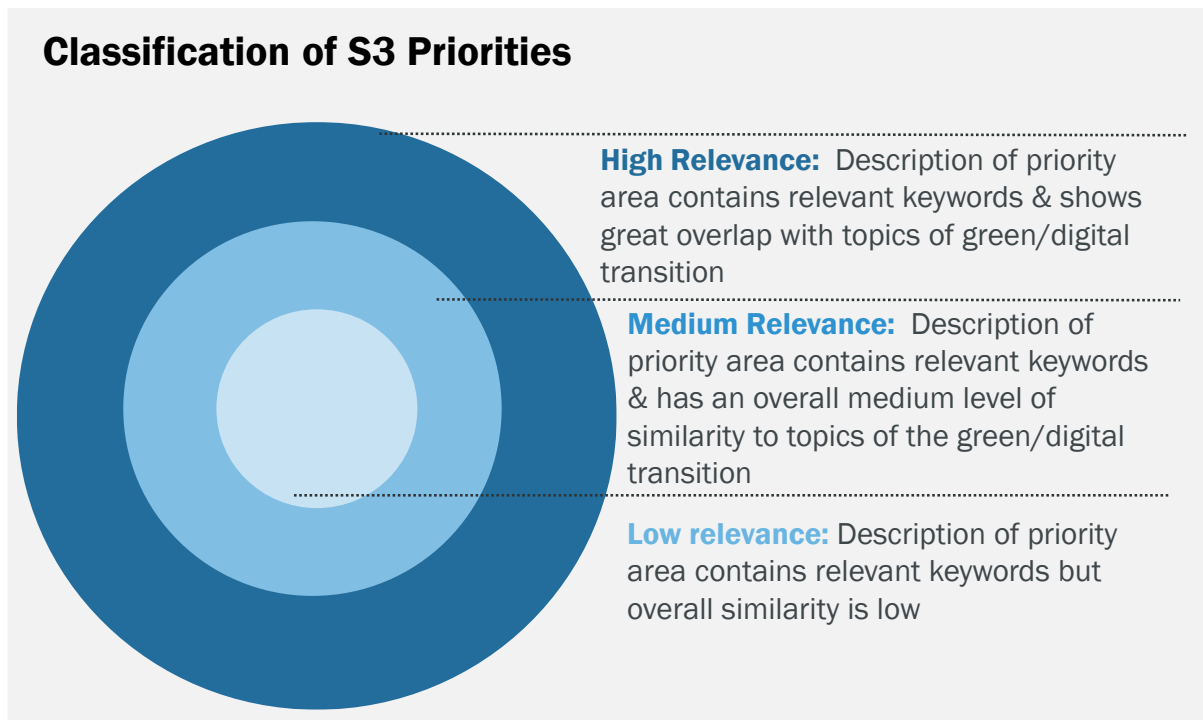 Classification of S3 Priorities
High Relevance: Description of priority
area contains relevant keywords & shows
great overlap with topics of green/digital
transition
Medium Relevance: Description of
priority area contains relevant keywords
& has an overall medium level of
similarity to topics of the green/digital
transition
Low relevance: Description of priority
area contains relevant keywords but
overall similarity is low